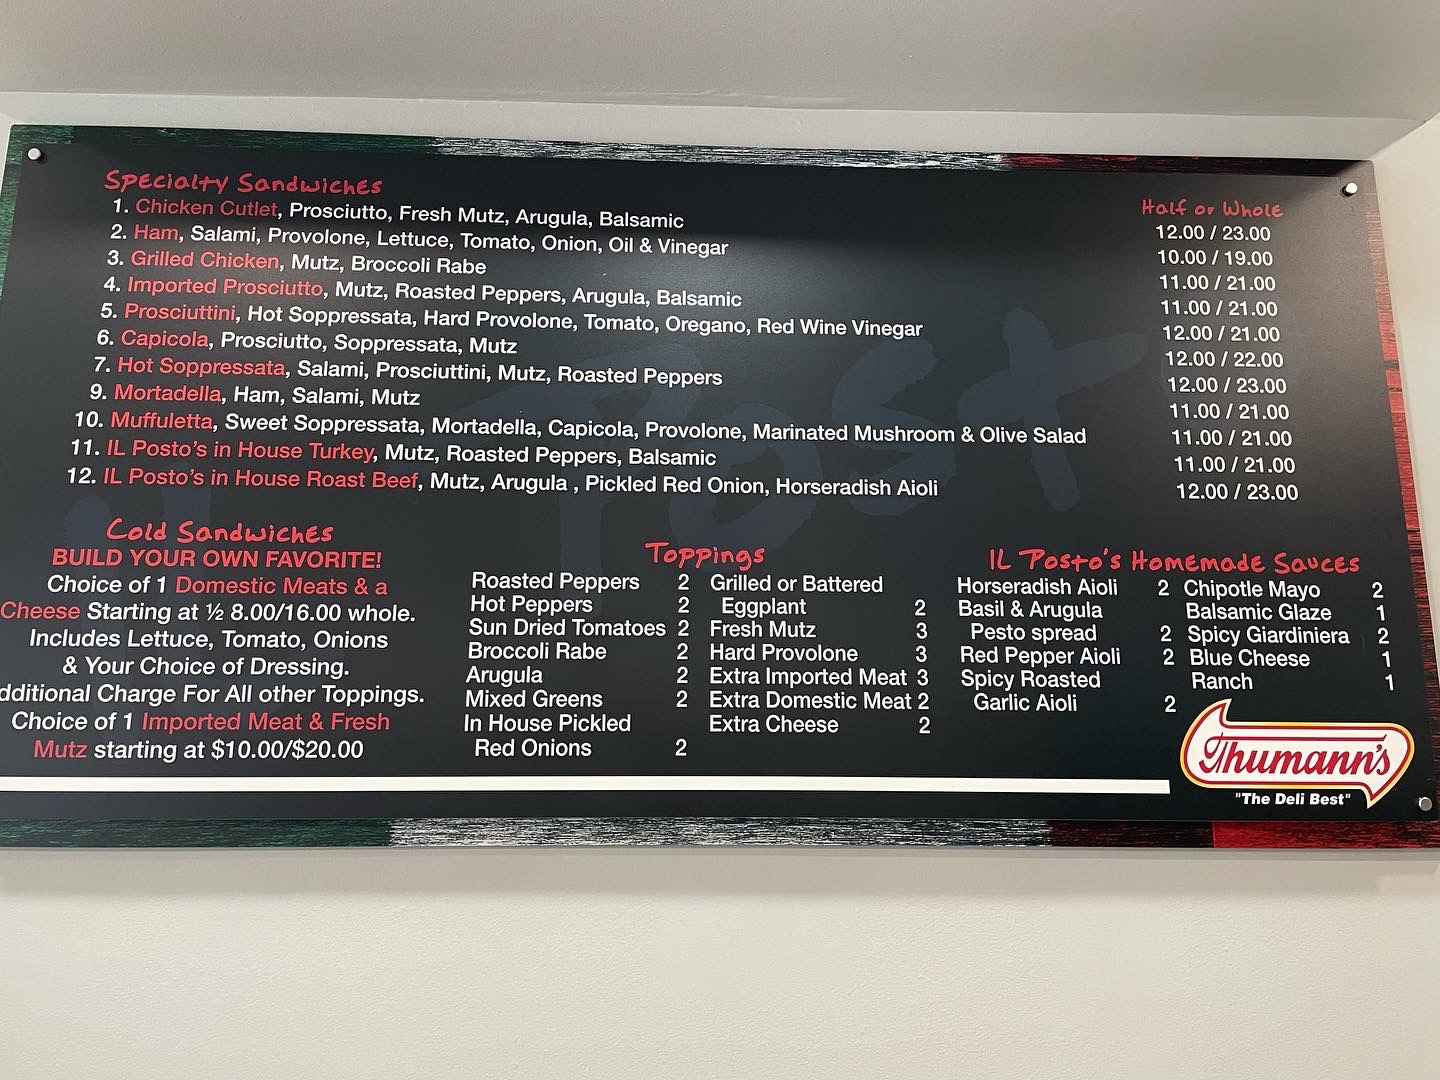 Specialty Sandwiches
Half or Whole
1. Chicken Cutlet, Prosciutto, Fresh Mutz, Arugula, Balsamic 12.00 / 23.00
2. Ham, Salami, Provolone, Lettuce, Tomato, Onion, Oil & Vinegar 10.00 / 19.00
3. Grilled Chicken, Mutz, Broccoli Rabe 11.00 / 21.00
4. Imported Prosciutto, Mutz, Roasted Peppers, Arugula, Balsamic 11.00 / 21.00
5. Prosciuttini, Hot Soppressata, Hard Provolone, Tomato, Oregano, Red Wine Vinegar 12.00 / 21.00
6. Capicola, Prosciutto, Soppressata, Mutz 12.00 / 22.00
7. Hot Soppressata, Salami, Prosciuttini, Mutz, Roasted Peppers 12.00 / 23.00
9. Mortadella, Ham, Salami, Mutz 11.00 / 21.00
10. Muffuletta, Sweet Soppressata, Mortadella, Capicola, Provolone, Marinated Mushroom & Olive Salad 11.00 / 21.00
11. IL Posto's in House Turkey, Mutz, Roasted Peppers, Balsamic 11.00 / 21.00
12. IL Posto's in House Roast Beef, Mutz, Arugula , Pickled Red Onion, Horseradish Aioli 12.00 / 23.00
il Post
Cold Sandwiches
BUILD YOUR OWN FAVORITE!
Choice of 1 Domestic Meats & a
Cheese Starting at ½ 8.00/16.00 whole.
Includes Lettuce, Tomato, Onions
& Your Choice of Dressing.
dditional Charge For All other Toppings.
Choice of 1 Imported Meat & Fresh
Mutz starting at $10.00/$20.00
Toppings
Roasted Peppers 2
Hot Peppers 2
Sun Dried Tomatoes 2
Broccoli Rabe 2
Arugula 2
Mixed Greens 2
In House Pickled
Red Onions 2
Grilled or Battered
Eggplant 2
Fresh Mutz 3
Hard Provolone 3
Extra Imported Meat 3
Extra Domestic Meat 2
Extra Cheese 2
IL Posto's Homemade Sauces
Horseradish Aioli 2
Basil & Arugula
Pesto spread 2
Red Pepper Aioli 2
Spicy Roasted
Garlic Aioli 2
Chipotle Mayo 2
Balsamic Glaze 1
Spicy Giardiniera 2
Blue Cheese 1
Ranch 1
Thumann's
"The Deli Best"